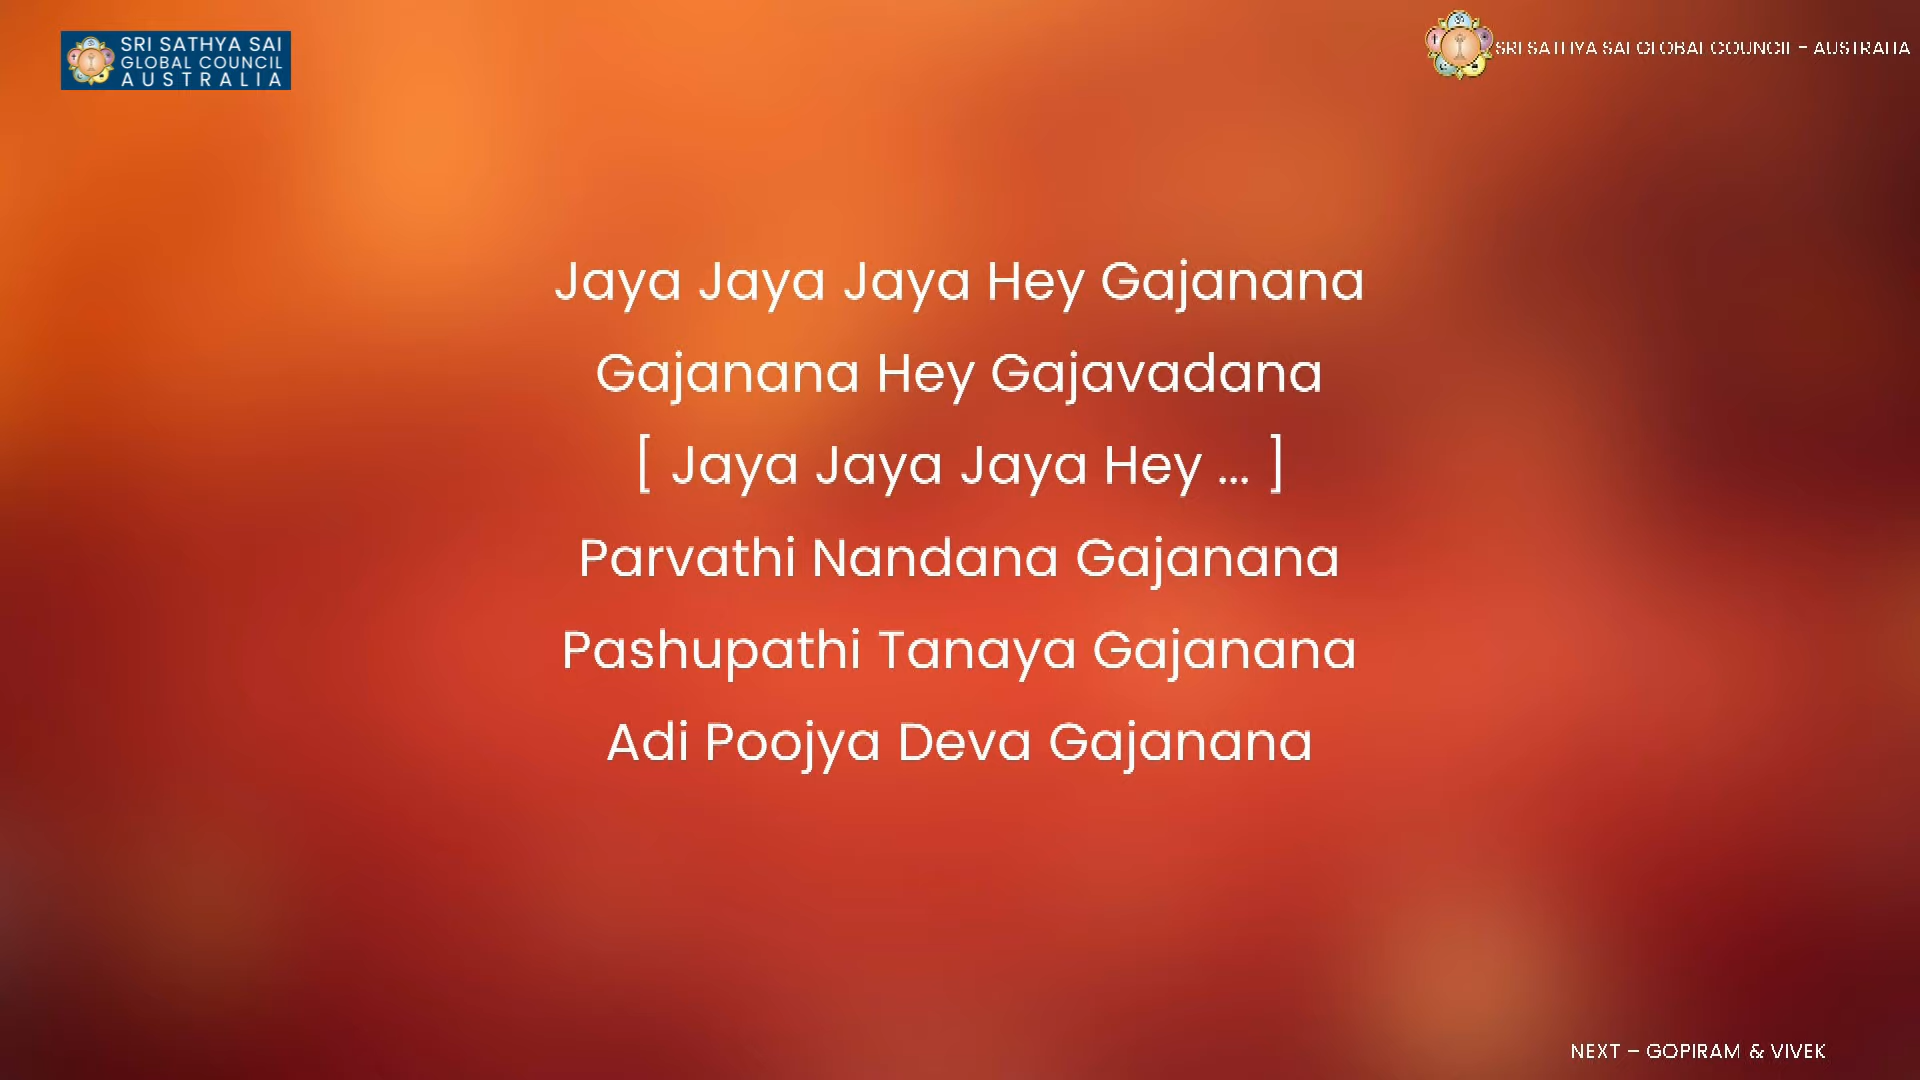 SRI SATHYA SAI
GLOBAL COUNCIL
AUSTRALIA
SRI SATHYA SAI GLOBAL COUNCIL – AUSTRALIA
Jaya Jaya Jaya Hey Gajanana
Gajanana Hey Gajavadana
[ Jaya Jaya Jaya Hey ... ]
Parvathi Nandana Gajanana
Pashupathi Tanaya Gajanana
Adi Poojya Deva Gajanana
NEXT – GOPIRAM & VIVEK